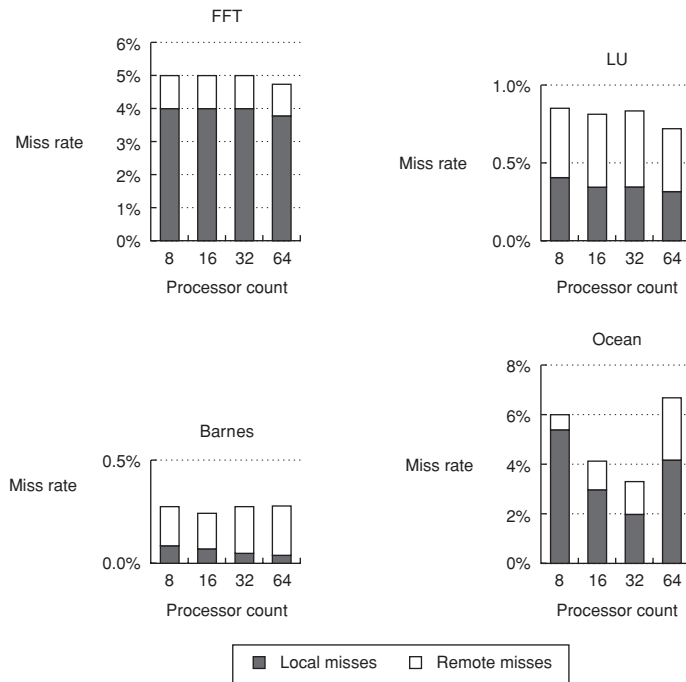 FFT
6%
5%
4%
Miss rate
3%
2%
1%
0%
8 16 32 64
Processor count
LU
1.0%
Miss rate
0.5%
0.0%
8 16 32 64
Processor count
Barnes
0.5%
Miss rate
0.0%
8 16 32 64
Processor count
Ocean
8%
6%
Miss rate
4%
2%
0%
8 16 32 64
Processor count
Local misses Remote misses